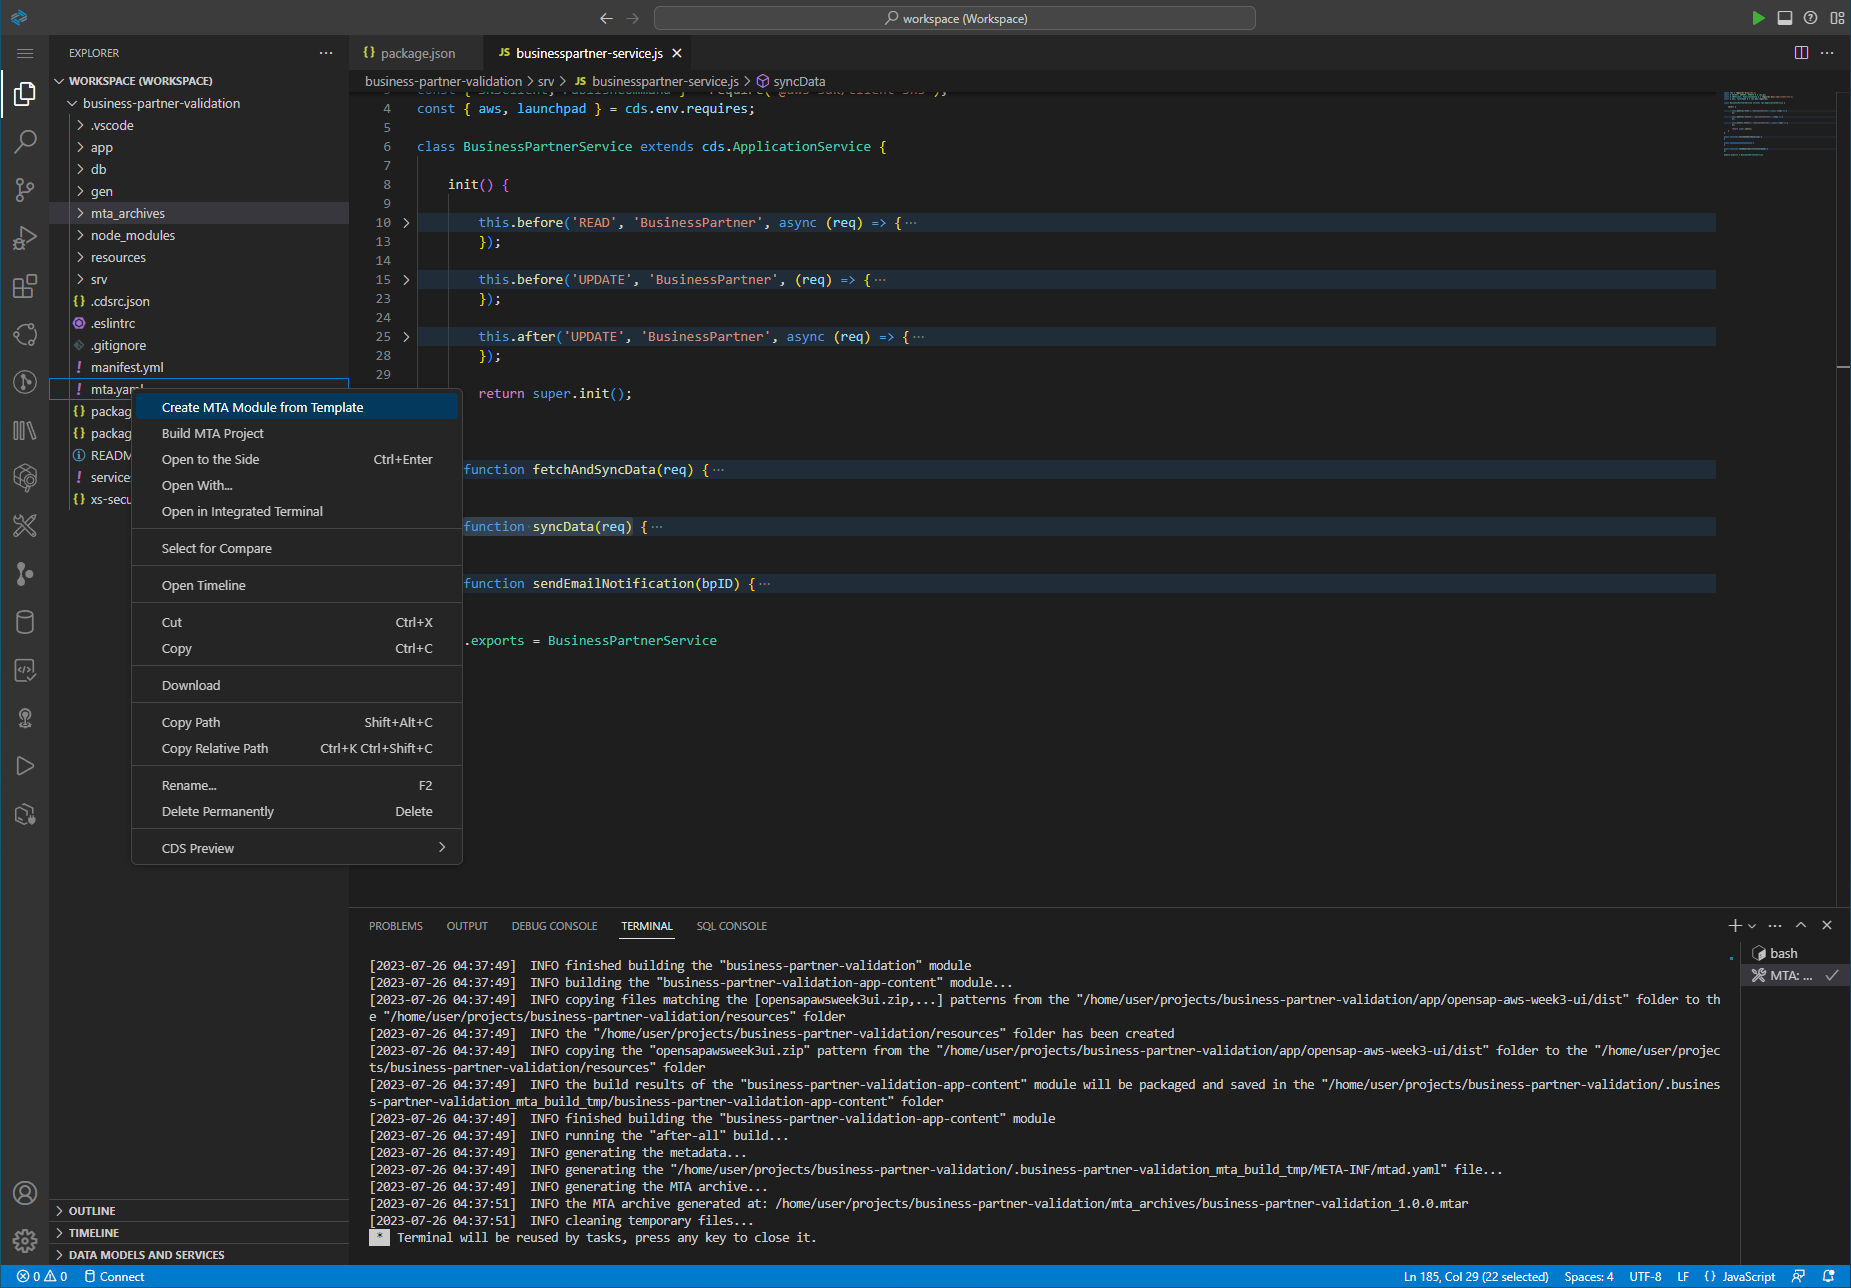 workspace (Workspace)
EXPLORER
package.json
JS businesspartner-service.js
WORKSPACE (WORKSPACE)
business-partner-validation > srv > JS businesspartner-service.js > syncData
business-partner-validation
.vscode
app
db
gen
mta_archives
node_modules
resources
srv
{} .cdsrc.json
.eslintrc
.gitignore
! manifest.yml
! mta.yaml
{} packag
{} packag
READM
! service
{} xs-secu
Create MTA Module from Template
Build MTA Project
Open to the Side Ctrl+Enter
Open With...
Open in Integrated Terminal
Select for Compare
Open Timeline
Cut Ctrl+X
Copy Ctrl+C
Download
Copy Path Shift+Alt+C
Copy Relative Path Ctrl+K Ctrl+Shift+C
Rename... F2
Delete Permanently Delete
CDS Preview
4 const { aws, launchpad } = cds.env.requires;
5
6 class BusinessPartnerService extends cds.ApplicationService {
7
8 init() {
9
10 this.before('READ', 'BusinessPartner', async (req) => {···
13 });
14
15 this.before('UPDATE', 'BusinessPartner', (req) => {···
23 });
24
25 this.after('UPDATE', 'BusinessPartner', async (req) => {···
28 });
29
return super.init();
function fetchAndSyncData(req) {···
function syncData(req) {···
function sendEmailNotification(bpID) {···
.exports = BusinessPartnerService
PROBLEMS OUTPUT DEBUG CONSOLE TERMINAL SQL CONSOLE
bash
MTA: ...
[2023-07-26 04:37:49] INFO finished building the "business-partner-validation" module
[2023-07-26 04:37:49] INFO building the "business-partner-validation-app-content" module...
[2023-07-26 04:37:49] INFO copying files matching the [opensapawsweek3ui.zip,...] patterns from the "/home/user/projects/business-partner-validation/app/opensap-aws-week3-ui/dist" folder to th
e "/home/user/projects/business-partner-validation/resources" folder
[2023-07-26 04:37:49] INFO the "/home/user/projects/business-partner-validation/resources" folder has been created
[2023-07-26 04:37:49] INFO copying the "opensapawsweek3ui.zip" pattern from the "/home/user/projects/business-partner-validation/app/opensap-aws-week3-ui/dist" folder to the "/home/user/projec
ts/business-partner-validation/resources" folder
[2023-07-26 04:37:49] INFO the build results of the "business-partner-validation-app-content" module will be packaged and saved in the "/home/user/projects/business-partner-validation/.busines
s-partner-validation_mta_build_tmp/business-partner-validation-app-content" folder
[2023-07-26 04:37:49] INFO finished building the "business-partner-validation-app-content" module
[2023-07-26 04:37:49] INFO running the "after-all" build...
[2023-07-26 04:37:49] INFO generating the metadata...
[2023-07-26 04:37:49] INFO generating the "/home/user/projects/business-partner-validation/.business-partner-validation_mta_build_tmp/META-INF/mtad.yaml" file...
[2023-07-26 04:37:49] INFO generating the MTA archive...
[2023-07-26 04:37:51] INFO the MTA archive generated at: /home/user/projects/business-partner-validation/mta_archives/business-partner-validation_1.0.0.mtar
[2023-07-26 04:37:51] INFO cleaning temporary files...
* Terminal will be reused by tasks, press any key to close it.
OUTLINE
TIMELINE
DATA MODELS AND SERVICES
0 0 Connect
Ln 185, Col 29 (22 selected) Spaces: 4 UTF-8 LF {} JavaScript